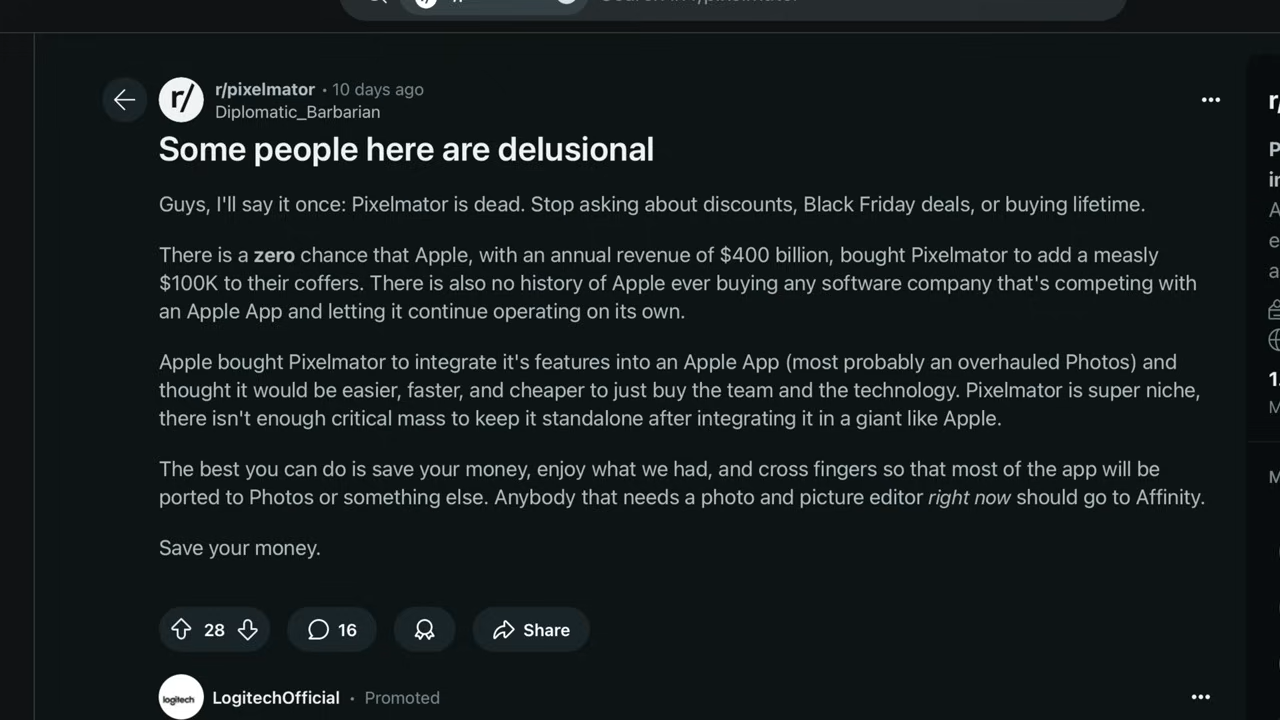 r/pixelmator • 10 days ago
Diplomatic_Barbarian
Some people here are delusional
Guys, I'll say it once: Pixelmator is dead. Stop asking about discounts, Black Friday deals, or buying lifetime.
There is a zero chance that Apple, with an annual revenue of $400 billion, bought Pixelmator to add a measly
$100K to their coffers. There is also no history of Apple ever buying any software company that's competing with
an Apple App and letting it continue operating on its own.
Apple bought Pixelmator to integrate it's features into an Apple App (most probably an overhauled Photos) and
thought it would be easier, faster, and cheaper to just buy the team and the technology. Pixelmator is super niche,
there isn't enough critical mass to keep it standalone after integrating it in a giant like Apple.
The best you can do is save your money, enjoy what we had, and cross fingers so that most of the app will be
ported to Photos or something else. Anybody that needs a photo and picture editor right now should go to Affinity.
Save your money.
28 16 Share
logitech LogitechOfficial • Promoted